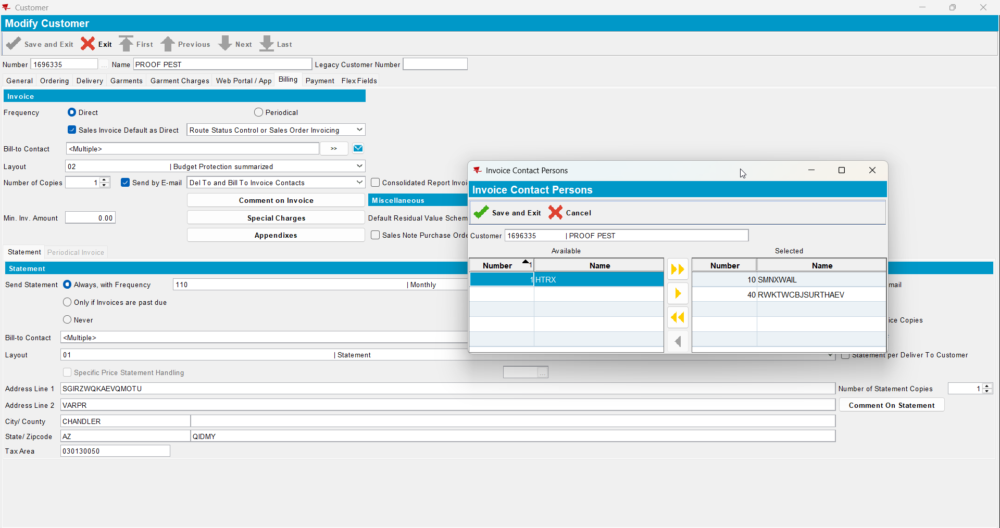 Customer
Modify Customer
Save and Exit Exit First Previous Next Last
Number 1696335 ... Name PROOF PEST Legacy Customer Number
General Ordering Delivery Garments Garment Charges Web Portal / App Billing Payment FlexFields
Invoice
Frequency Direct Periodical
Sales Invoice Default as Direct Route Status Control or Sales Order Invoicing
Bill-to Contact <Multiple> >>
Layout 02 | Budget Protection summarized
Number of Copies 1 Send by E-mail Del To and Bill To Invoice Contacts Consolidated Report Invoi
Comment on Invoice Miscellaneous
Min. Inv. Amount 0.00 Special Charges Default Residual Value Schem
Appendixes Sales Note Purchase Orde
Statement Periodical Invoice
Statement
Send Statement Always, with Frequency 110 | Monthly mail
Only if Invoices are past due
Never ice Copies
Bill-to Contact <Multiple>
Layout 01 | Statement Statement per Deliver To Customer
Specific Price Statement Handling ...
Address Line 1 SGIRZWQKAEVQMOTU Number of Statement Copies 1
Address Line 2 VARPR Comment On Statement
City/ County CHANDLER
State/ Zipcode AZ QIDMY
Tax Area 030130050
Invoice Contact Persons
Invoice Contact Persons
Save and Exit Cancel
Customer 1696335 | PROOF PEST
Available Selected
Number 1 Name Number Name
1 HTRX 10 SMNXWAIL
40 RWKTWCBJSURTHAEV